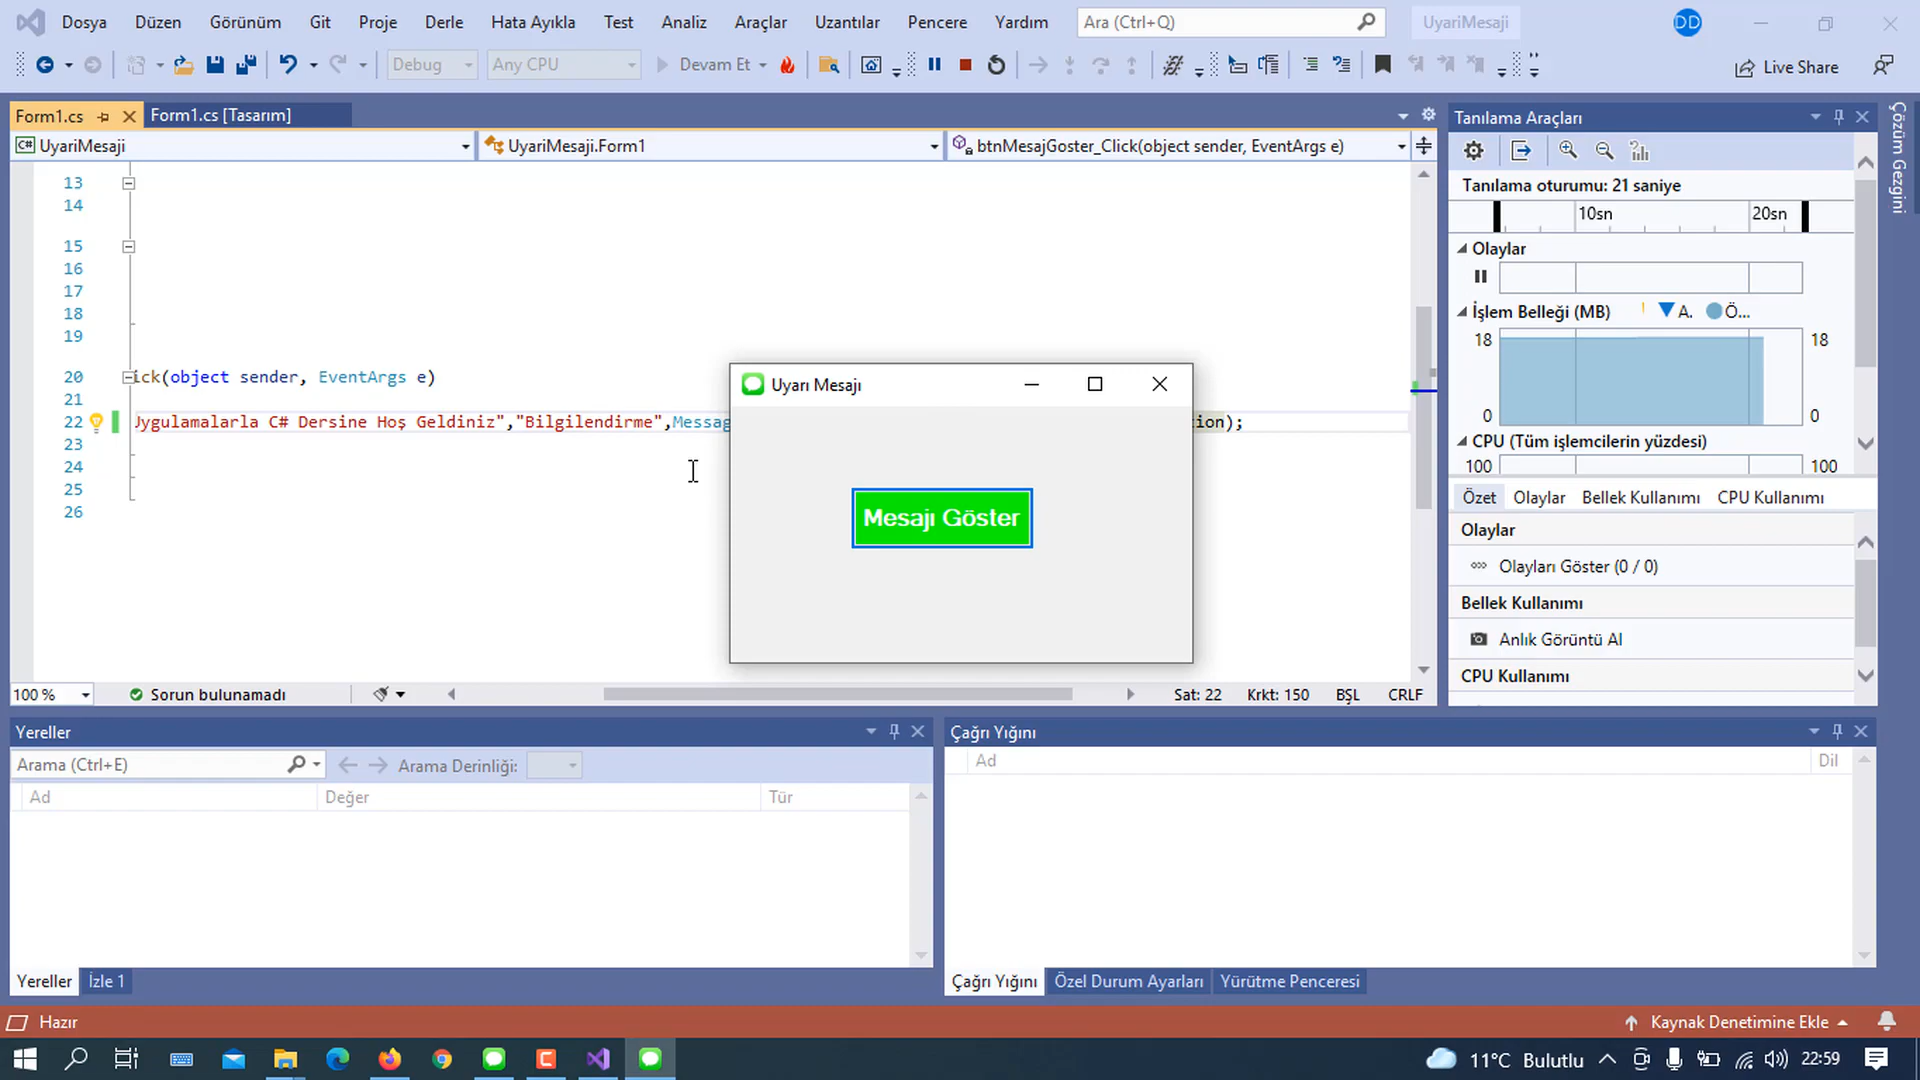 Dosya Düzen Görünüm Git Proje Derle Hata Ayıkla Test Analiz Araçlar Uzantılar Pencere Yardım Ara (Ctrl+Q) UyariMesaji DD
Debug Any CPU Devam Et Live Share
Form1.cs Form1.cs [Tasarım]
C# UyariMesaji UyariMesaji.Form1 btnMesajGoster_Click(object sender, EventArgs e)
13
14
15
16
17
18
19
20 ick(object sender, EventArgs e)
21
22 Uygulamalarla C# Dersine Hoş Geldiniz","Bilgilendirme",Messag ion);
23
24
25
26
Uyarı Mesajı
Mesajı Göster
100 % Sorun bulunamadı Sat: 22 Krkt: 150 BŞL CRLF
Tanılama Araçları
Tanılama oturumu: 21 saniye
10sn 20sn
Olaylar
İşlem Belleği (MB) A. Ö...
18 18
0 0
CPU (Tüm işlemcilerin yüzdesi)
100 100
Özet Olaylar Bellek Kullanımı CPU Kullanımı
Olaylar
Olayları Göster (0 / 0)
Bellek Kullanımı
Anlık Görüntü Al
CPU Kullanımı
Çözüm Gezgini
Yereller
Arama (Ctrl+E) Arama Derinliği:
Ad Değer Tür
Yereller İzle 1
Çağrı Yığını
Ad Dil
Çağrı Yığını Özel Durum Ayarları Yürütme Penceresi
Hazır Kaynak Denetimine Ekle
11°C Bulutlu 22:59